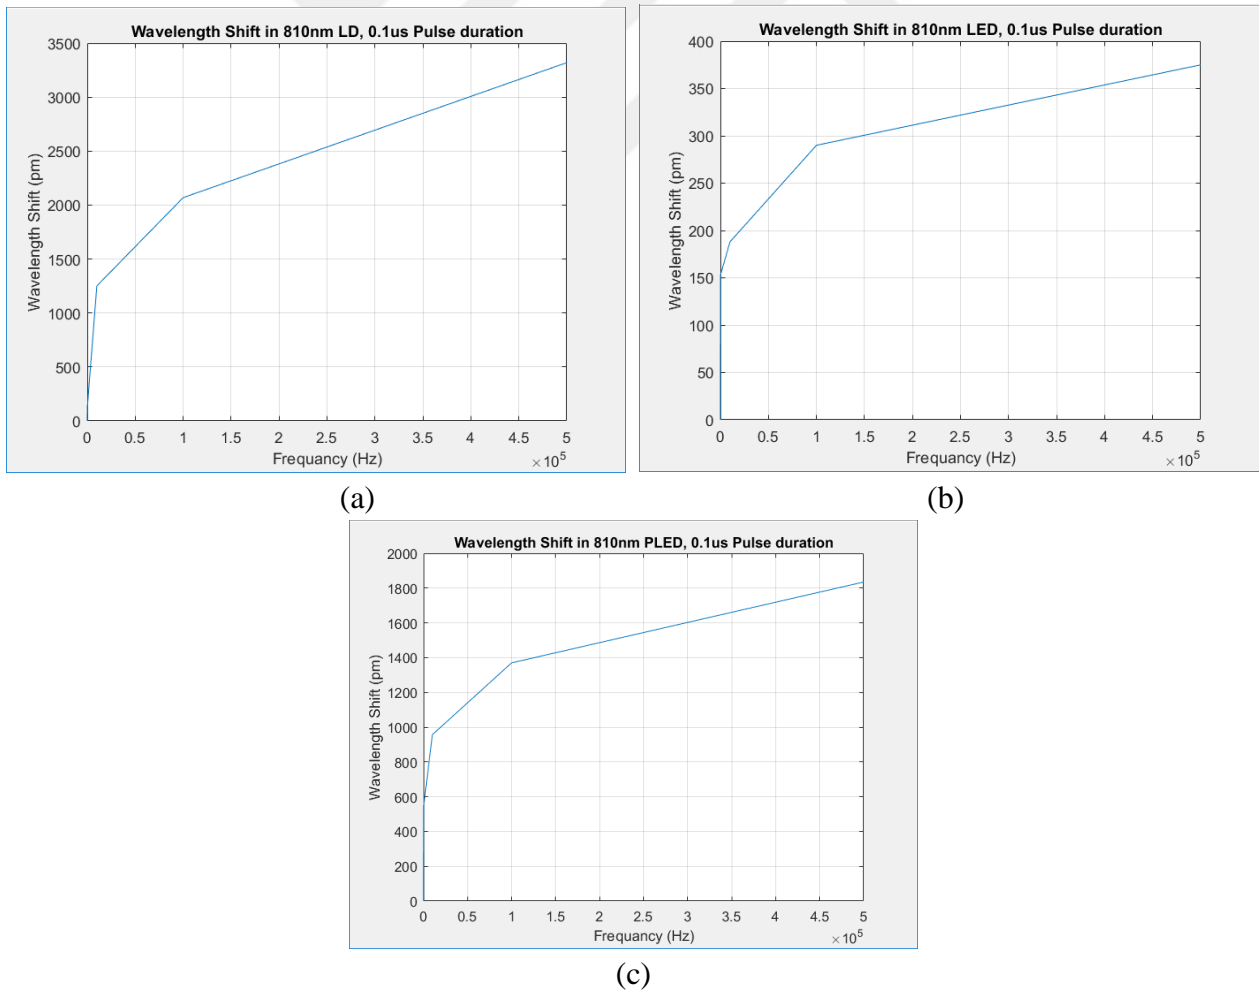 Wavelength Shift in 810nm LD, 0.1us Pulse duration
Wavelength Shift (pm)
3500
3000
2500
2000
1500
1000
500
0
0 0.5 1 1.5 2 2.5 3 3.5 4 4.5 5
Frequancy (Hz)
×10^5
(a)
Wavelength Shift in 810nm LED, 0.1us Pulse duration
Wavelength Shift (pm)
400
350
300
250
200
150
100
50
0
0 0.5 1 1.5 2 2.5 3 3.5 4 4.5 5
Frequancy (Hz)
×10^5
(b)
Wavelength Shift in 810nm PLED, 0.1us Pulse duration
Wavelength Shift (pm)
2000
1800
1600
1400
1200
1000
800
600
400
200
0
0 0.5 1 1.5 2 2.5 3 3.5 4 4.5 5
Frequancy (Hz)
×10^5
(c)